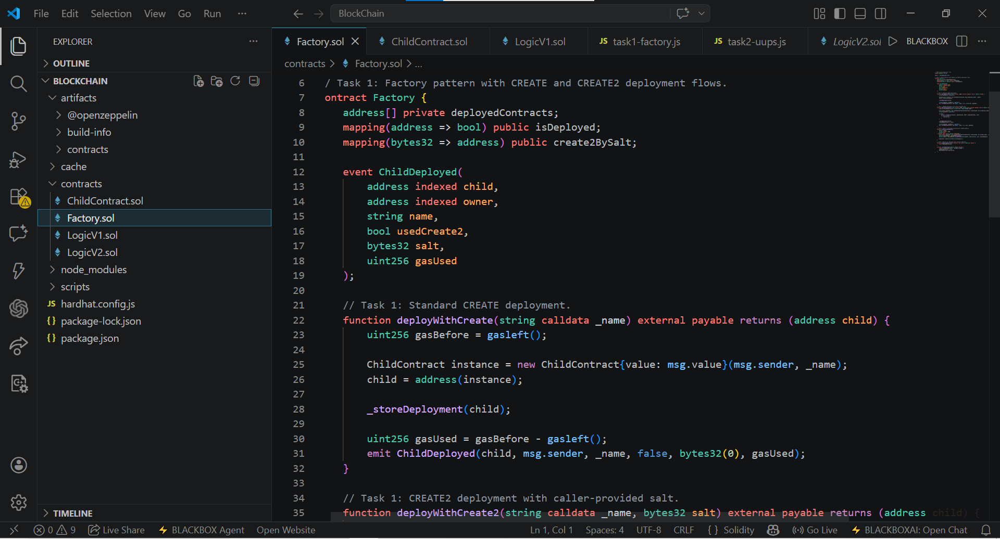 File Edit Selection View Go Run ···
BlockChain
EXPLORER
OUTLINE
BLOCKCHAIN
artifacts
@openzeppelin
build-info
contracts
cache
contracts
ChildContract.sol
Factory.sol
LogicV1.sol
LogicV2.sol
node_modules
scripts
JS hardhat.config.js
{} package-lock.json
{} package.json
TIMELINE
Factory.sol
ChildContract.sol
LogicV1.sol
JS task1-factory.js
JS task2-uups.js
LogicV2.sol
BLACKBOX
contracts > Factory.sol > ...
6 / Task 1: Factory pattern with CREATE and CREATE2 deployment flows.
7 ontract Factory {
8 address[] private deployedContracts;
9 mapping(address => bool) public isDeployed;
10 mapping(bytes32 => address) public create2BySalt;
11
12 event ChildDeployed(
13 address indexed child,
14 address indexed owner,
15 string name,
16 bool usedCreate2,
17 bytes32 salt,
18 uint256 gasUsed
19 );
20
21 // Task 1: Standard CREATE deployment.
22 function deployWithCreate(string calldata _name) external payable returns (address child) {
23 uint256 gasBefore = gasleft();
24
25 ChildContract instance = new ChildContract{value: msg.value}(msg.sender, _name);
26 child = address(instance);
27
28 _storeDeployment(child);
29
30 uint256 gasUsed = gasBefore - gasleft();
31 emit ChildDeployed(child, msg.sender, _name, false, bytes32(0), gasUsed);
32 }
33
34 // Task 1: CREATE2 deployment with caller-provided salt.
35 function deployWithCreate2(string calldata _name, bytes32 salt) external payable returns (address child) {
0 9 Live Share BLACKBOX Agent Open Website
Ln 1, Col 1 Spaces: 4 UTF-8 CRLF { } Solidity Go Live BLACKBOXAI: Open Chat